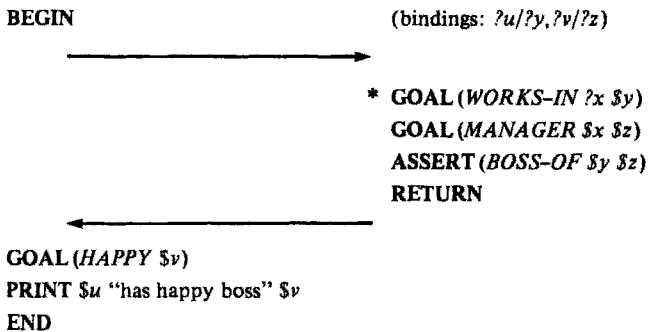 BEGIN (bindings: ?u/?y, ?v/?z)
* GOAL (WORKS–IN ?x $y)
GOAL (MANAGER $x $z)
ASSERT (BOSS–OF $y $z)
RETURN
GOAL (HAPPY $v)
PRINT $u “has happy boss” $v
END